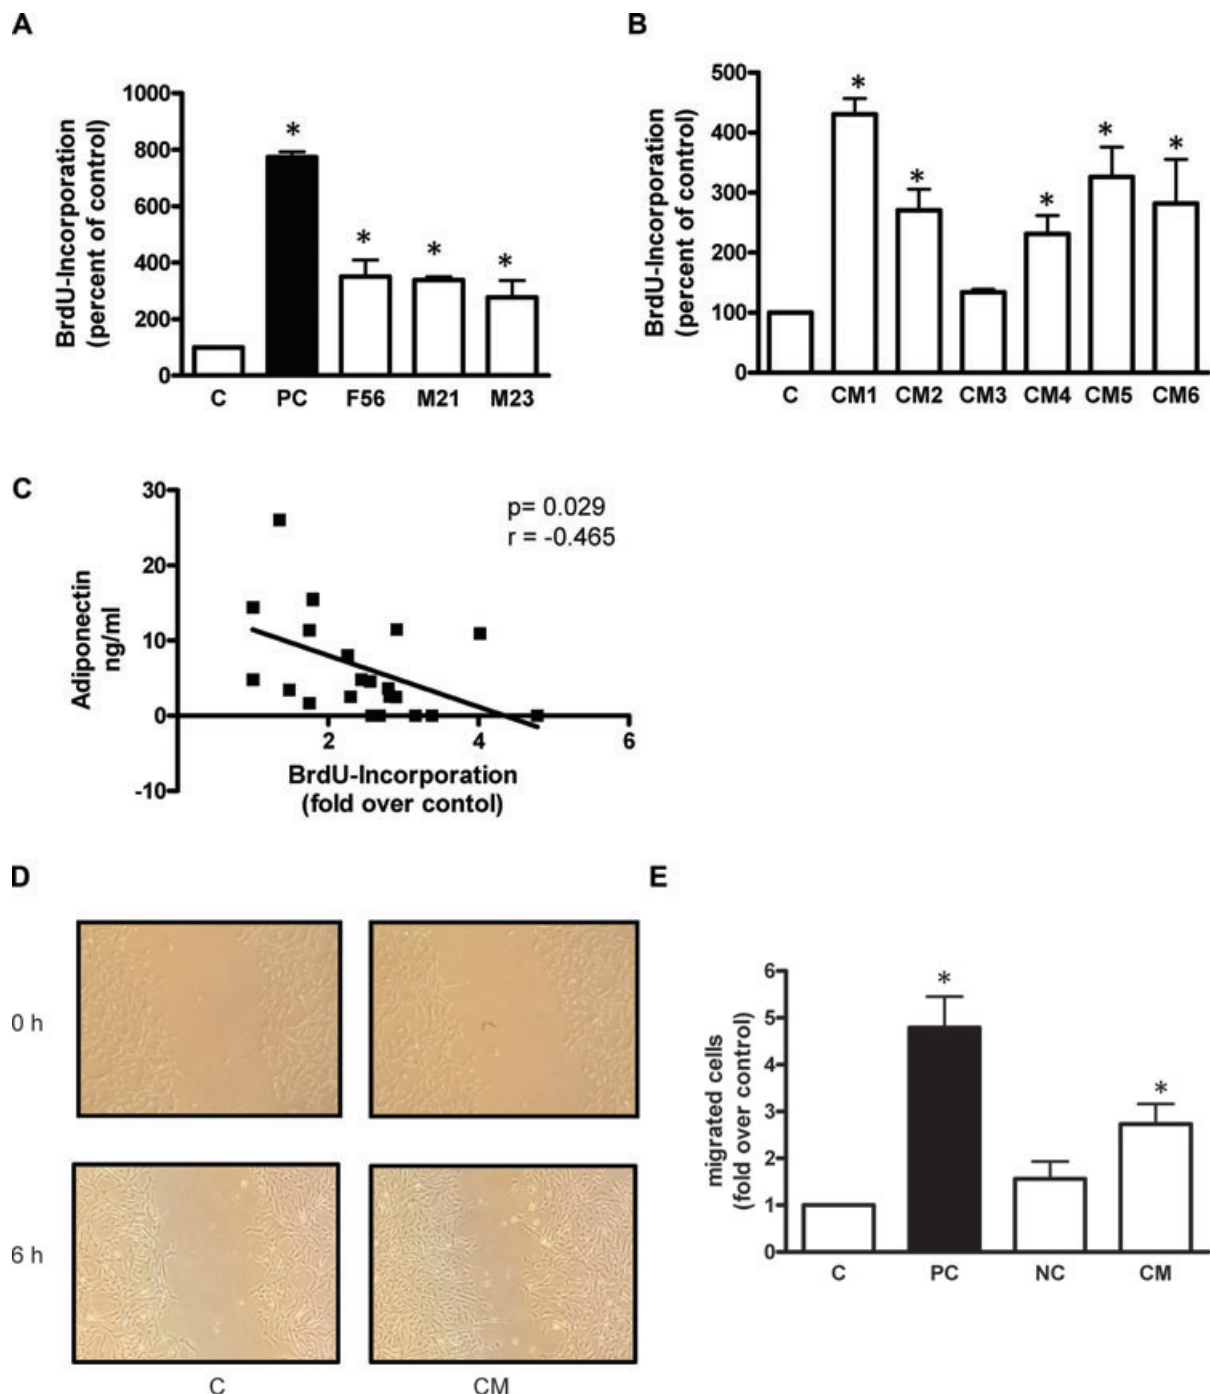 A
BrdU-Incorporation
(percent of control)
1000
800
600
400
200
0
*
*
*
*
C PC F56 M21 M23
B
BrdU-Incorporation
(percent of control)
500
400
300
200
100
0
*
*
*
*
*
C CM1 CM2 CM3 CM4 CM5 CM6
C
Adiponectin
ng/ml
30
20
10
0
-10
p= 0.029
r = -0.465
2 4 6
BrdU-Incorporation
(fold over contol)
D
0 h
6 h
C CM
E
migrated cells
(fold over control)
6
5
4
3
2
1
0
*
*
C PC NC CM